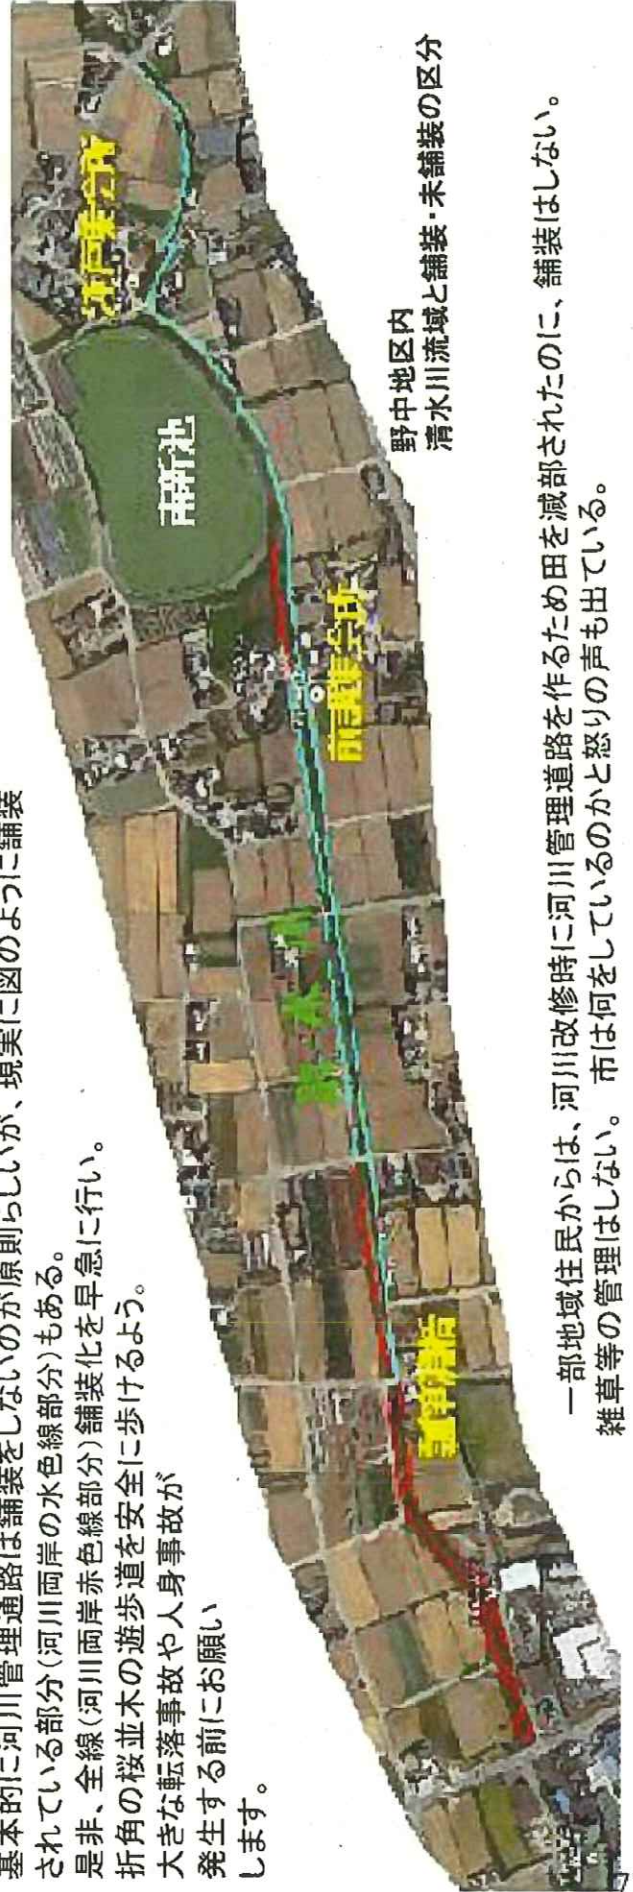 基本的に河川管理通路は舗装をしないのが原則らしいが、現実に図のように舗装
されている部分(河川両岸の水色線部分)もある。
是非、全線(河川両岸赤色線部分)舗装化を早急に行い。
折角の桜並木の遊歩道を安全に歩けるよう。
大きな転落事故や人身事故が
発生する前にお願い
します。
南新池
野中地区内
清水川流域と舗装・未舗装の区分
一部地域住民からは、河川改修時に河川管理道路を作るため田を減部されたのに、舗装はしない。
雑草等の管理はしない。 市は何をしているのかと怒りの声も出ている。